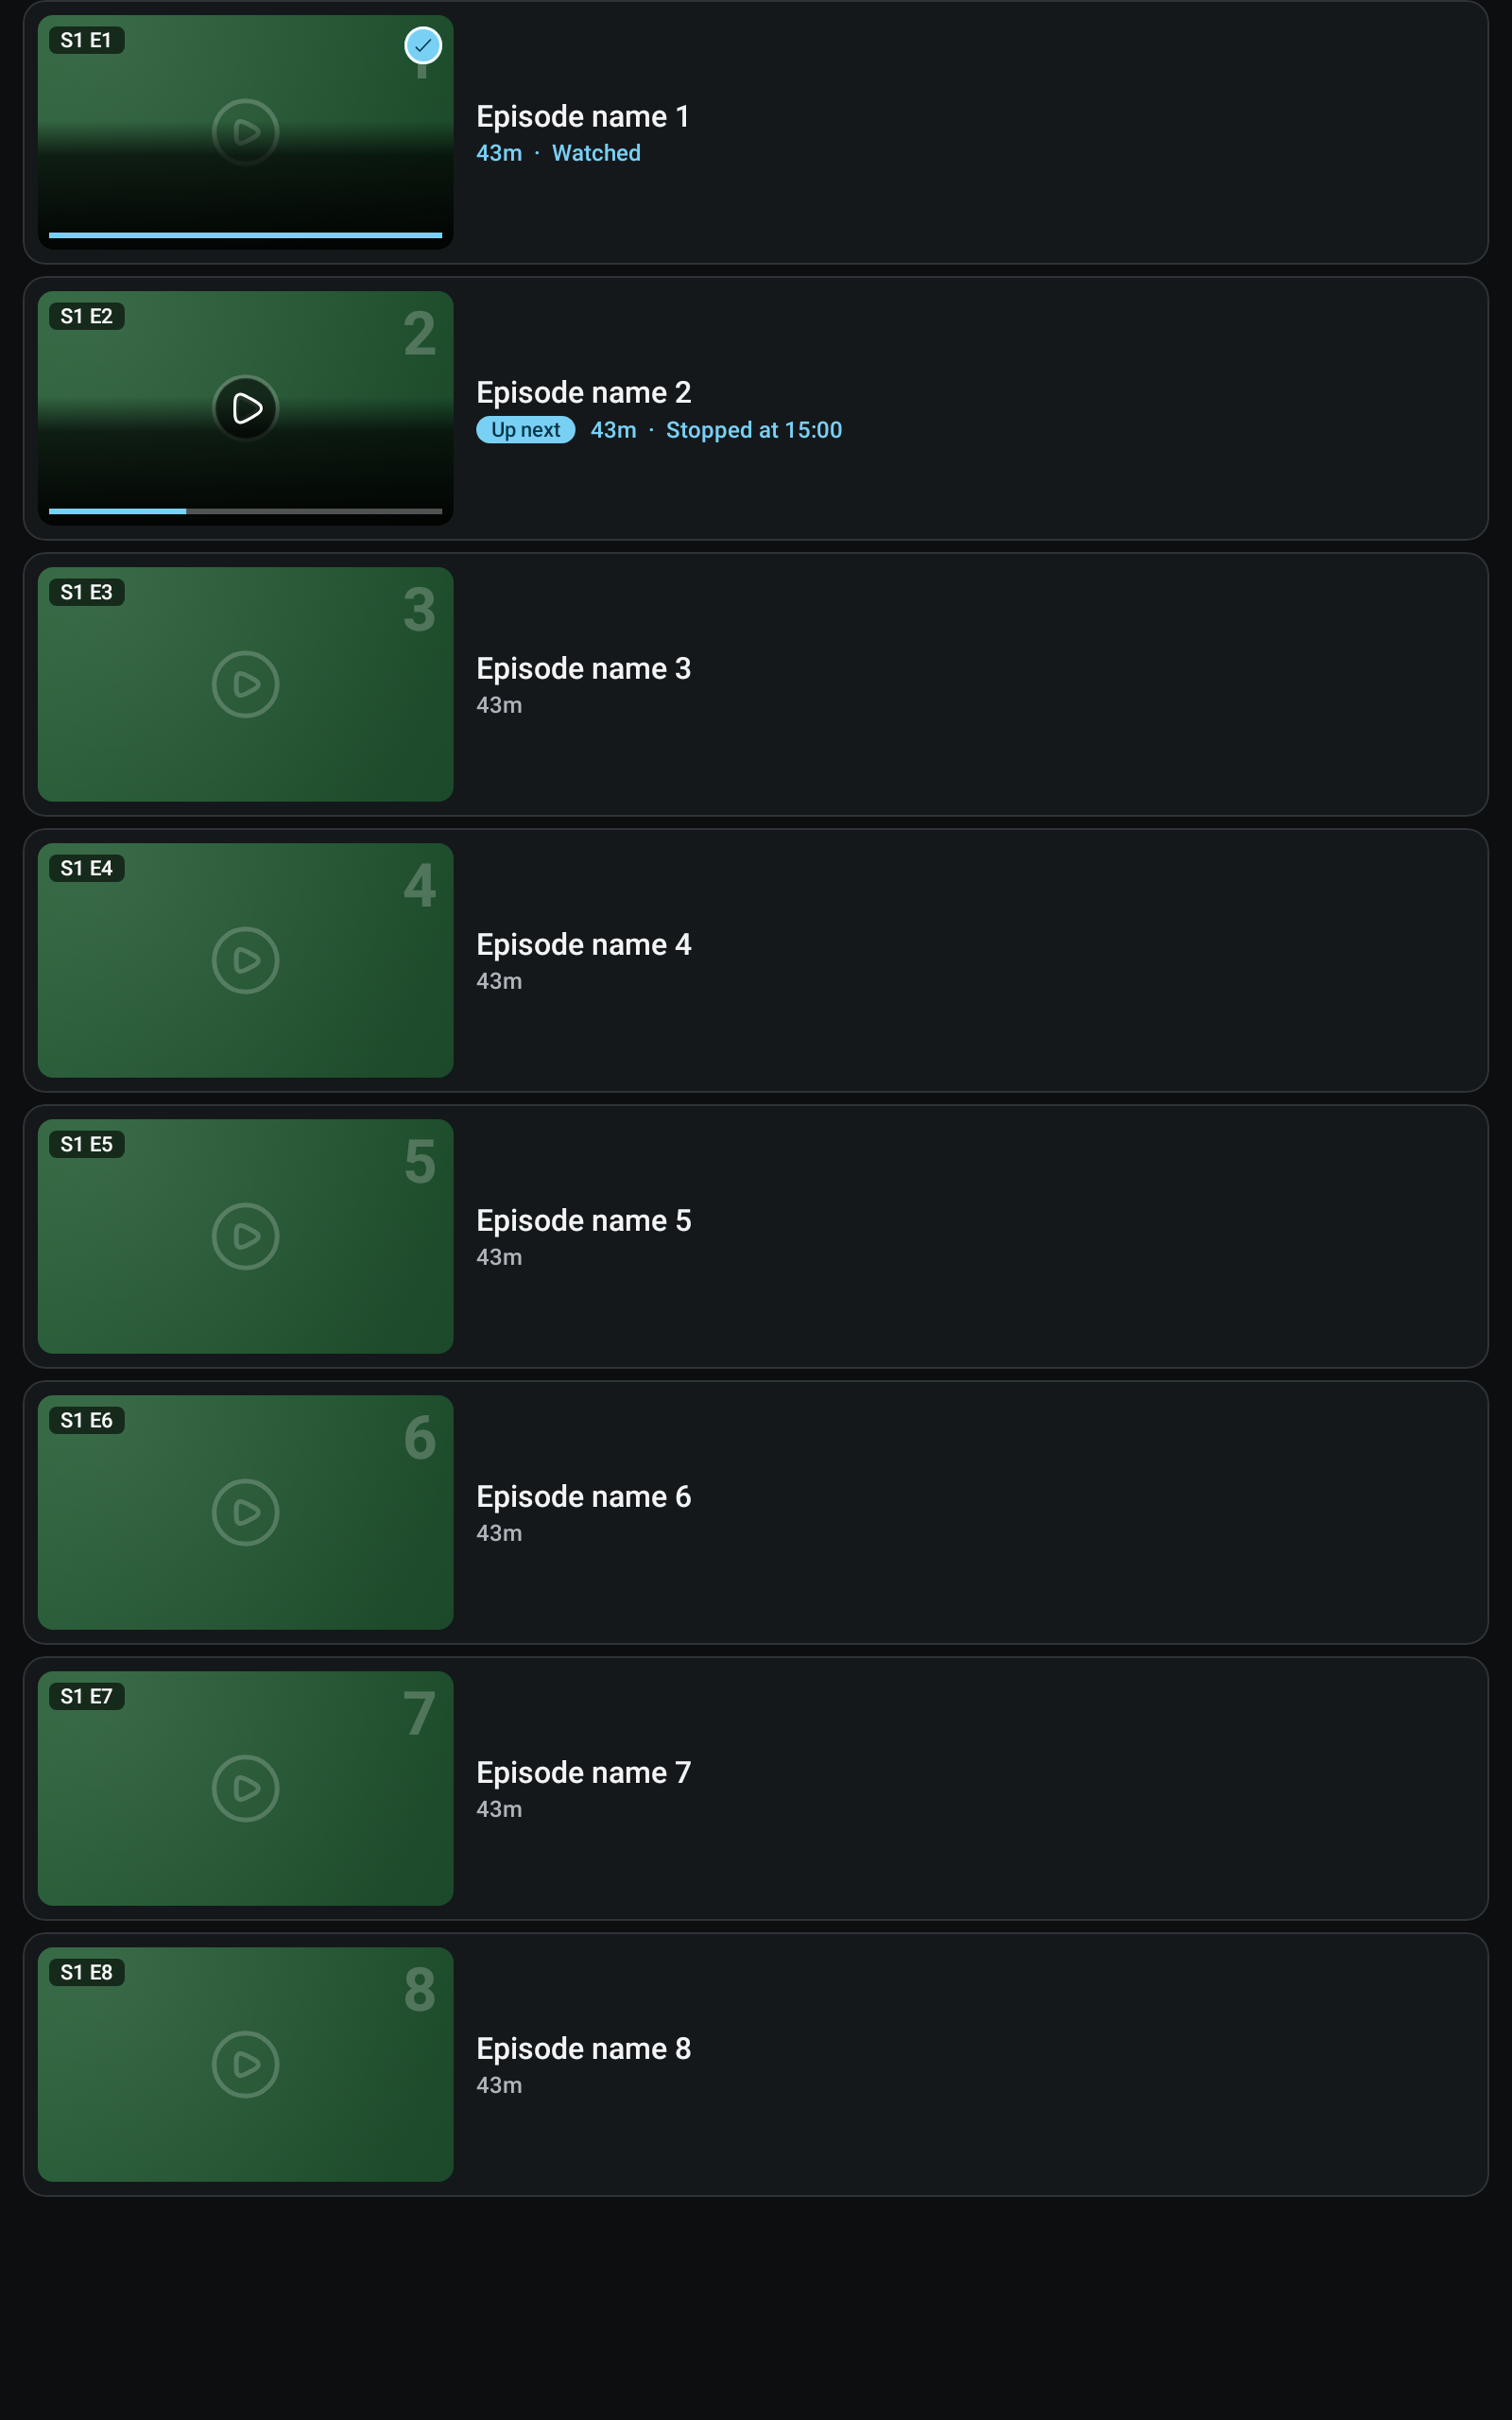 S1 E1
Episode name 1
43m · Watched
S1 E2
2
Episode name 2
Up next 43m · Stopped at 15:00
S1 E3
3
Episode name 3
43m
S1 E4
4
Episode name 4
43m
S1 E5
5
Episode name 5
43m
S1 E6
6
Episode name 6
43m
S1 E7
7
Episode name 7
43m
S1 E8
8
Episode name 8
43m